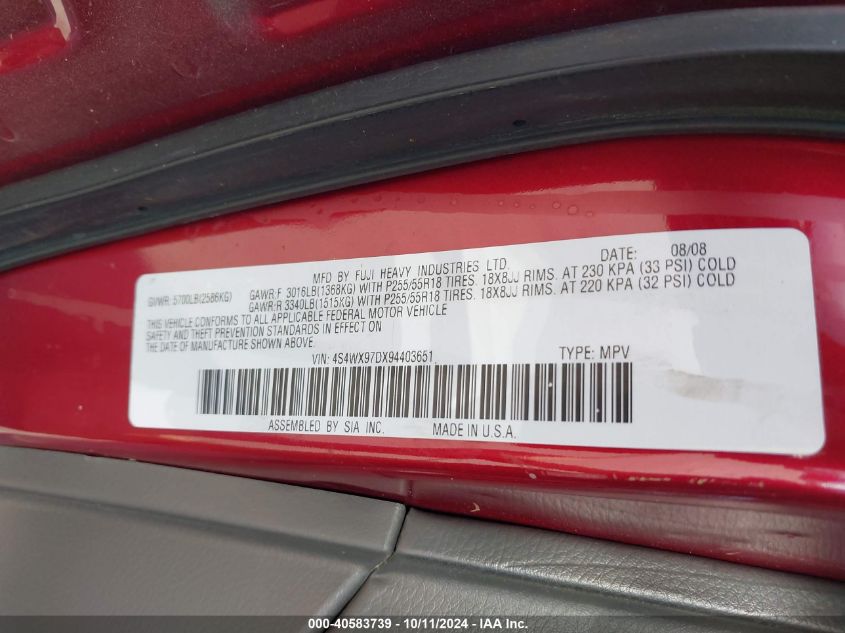 MFD BY FUJI HEAVY INDUSTRIES LTD. DATE: 08/08
GVWR: 5700LB(2586KG) GAWR:F 3016LB(1368KG) WITH P255/55R18 TIRES. 18X8JJ RIMS. AT 230 KPA (33 PSI) COLD
GAWR:R 3340LB(1515KG) WITH P255/55R18 TIRES. 18X8JJ RIMS. AT 220 KPA (32 PSI) COLD
THIS VEHICLE CONFORMS TO ALL APPLICABLE FEDERAL MOTOR VEHICLE
SAFETY AND THEFT PREVENTION STANDARDS IN EFFECT ON
THE DATE OF MANUFACTURE SHOWN ABOVE.
VIN: 4S4WX97DX94403651 TYPE: MPV
ASSEMBLED BY SIA INC. MADE IN U.S.A.
000-40583739 - 10/11/2024 - IAAI Inc.